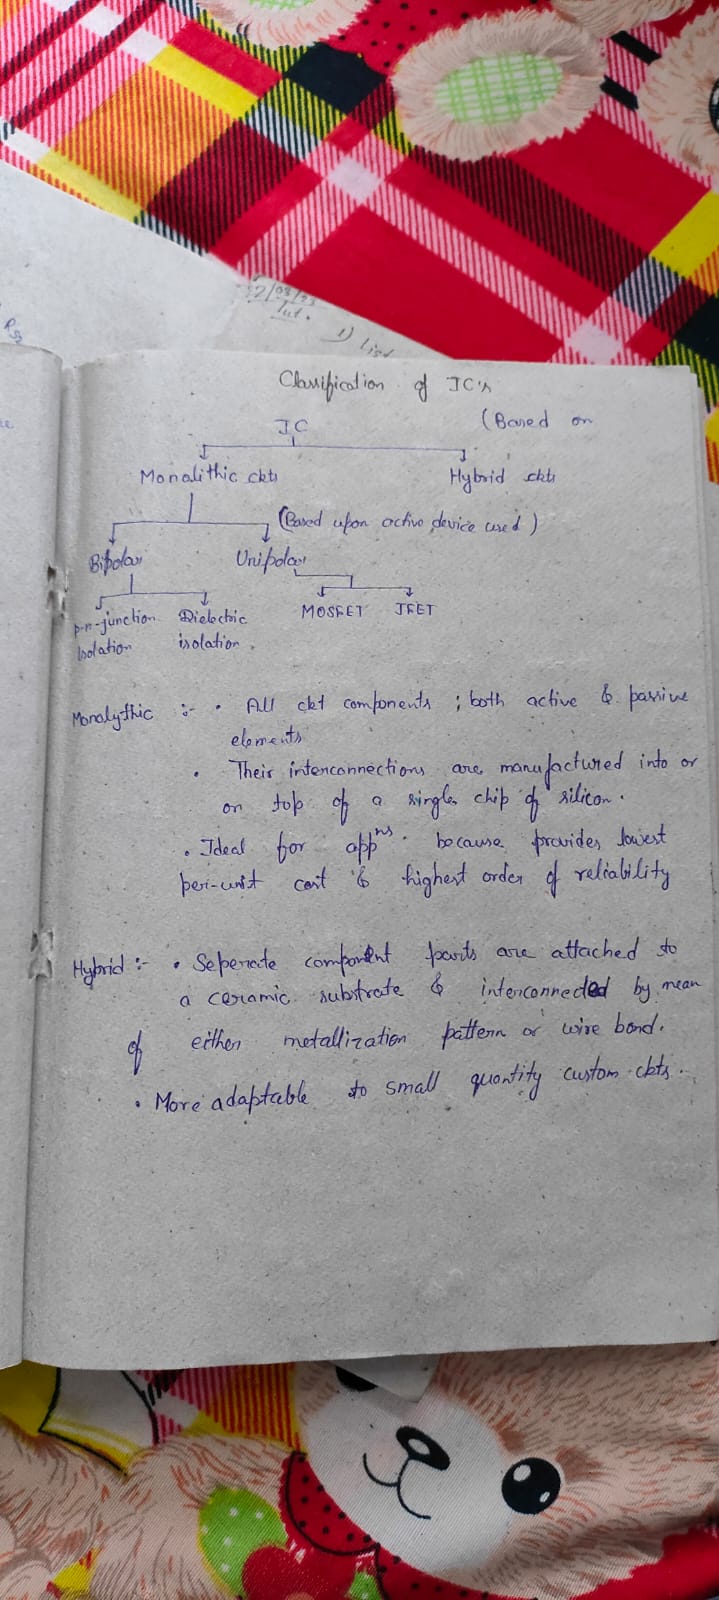 12/08/23
Tut.
1) List
Rs2
Classification of IC's
IC (Based on
Monolithic ckts Hybrid ckts
(Based upon active device used)
Bipolar Unipolar
p-n-junction Dielectric MOSFET JFET
Isolation isolation.
Monalythic :- • All ckt components ; both active & passive
elements
• Their interconnections are manufactured into or
on top of a single chip of silicon.
• Ideal for appns. because provides lowest
per-unit cost & highest order of reliability
Hybrid :- • Seperate component parts are attached to
a ceramic substrate & interconnected by mean
of either metallization pattern or wire bond.
• More adaptable to small quantity custom ckts.